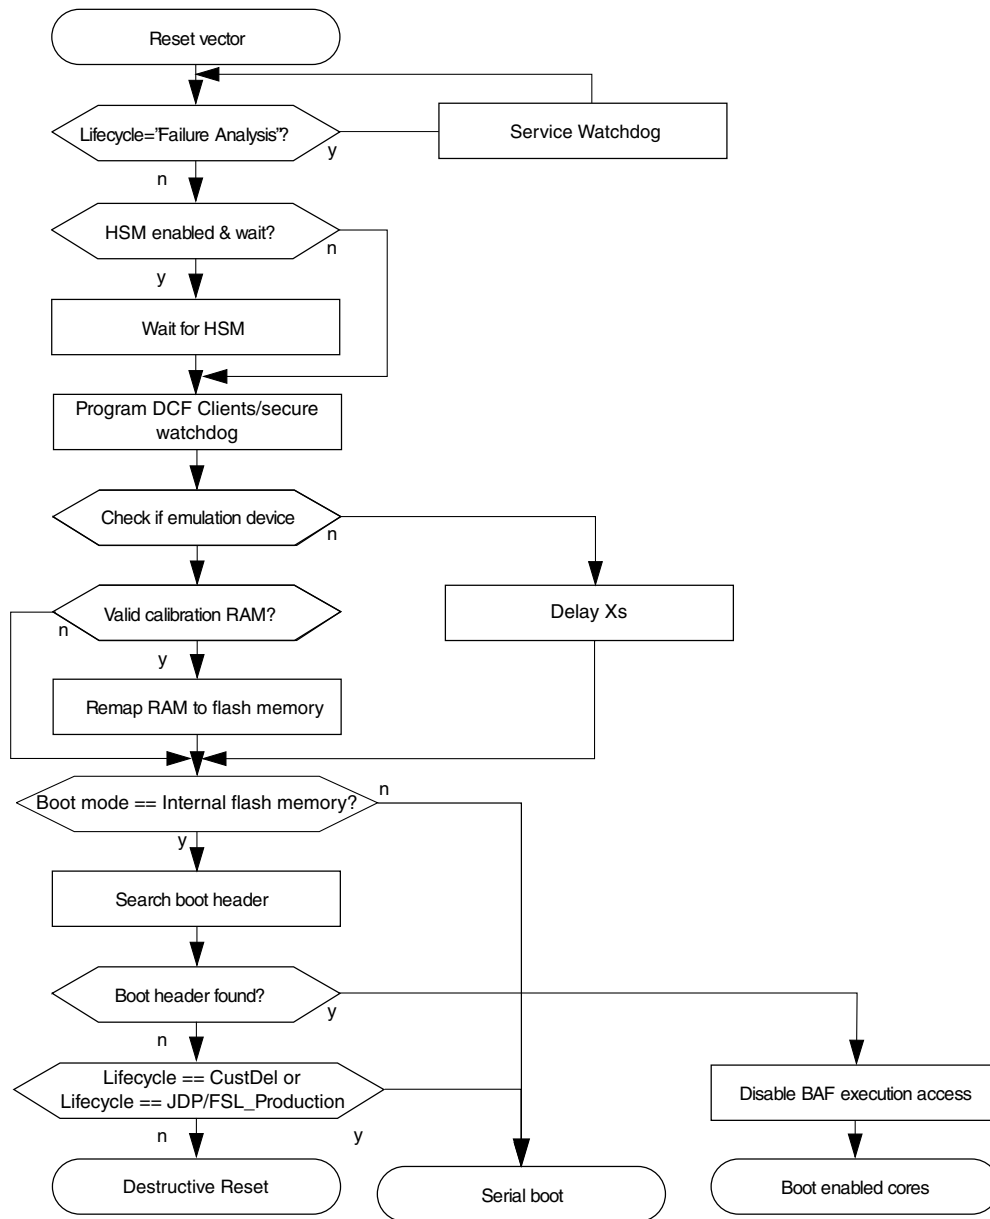 Reset vector
Lifecycle="Failure Analysis"?
y
Service Watchdog
n
HSM enabled & wait?
n
y
Wait for HSM
Program DCF Clients/secure
watchdog
Check if emulation device
n
Valid calibration RAM?
n
Delay Xs
y
Remap RAM to flash memory
Boot mode == Internal flash memory?
n
y
Search boot header
Boot header found?
y
n
Lifecycle == CustDel or
Lifecycle == JDP/FSL_Production
Disable BAF execution access
n
y
Destructive Reset
Serial boot
Boot enabled cores